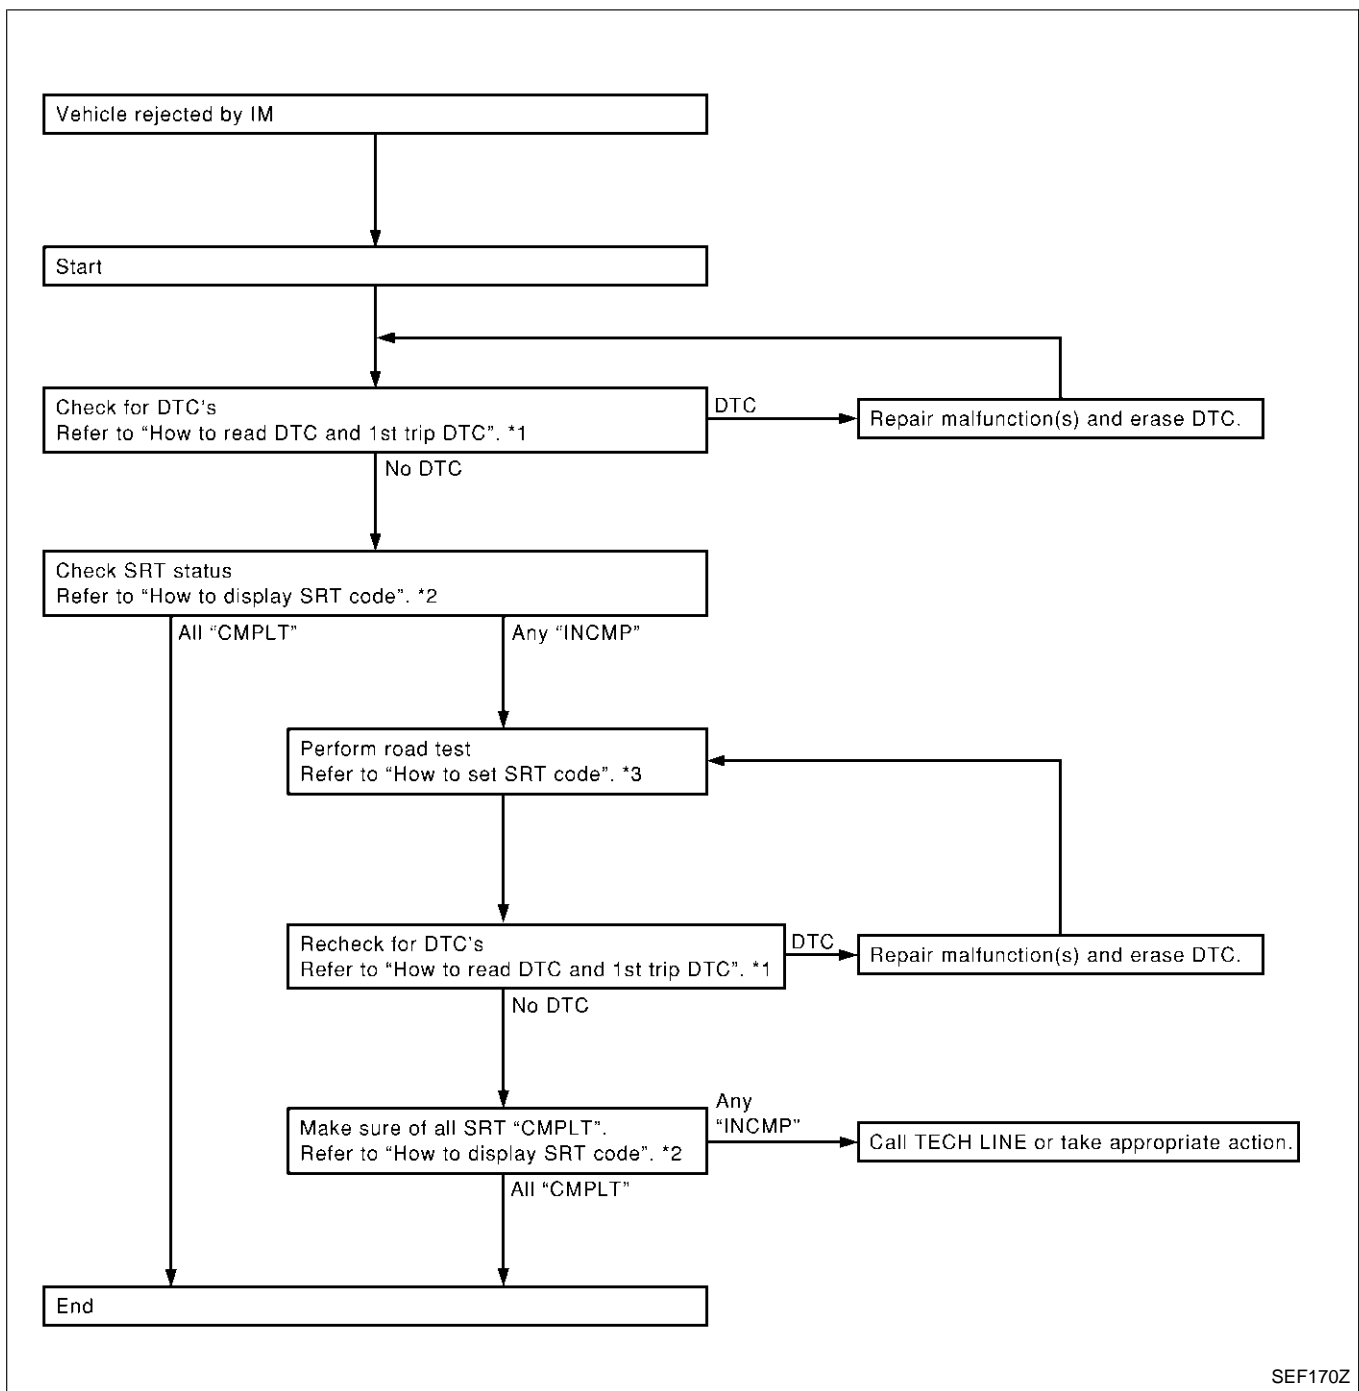 Vehicle rejected by IM
Start
Check for DTC's
Refer to “How to read DTC and 1st trip DTC”. *1
DTC
Repair malfunction(s) and erase DTC.
No DTC
Check SRT status
Refer to “How to display SRT code”. *2
All “CMPLT”
Any “INCMP”
Perform road test
Refer to “How to set SRT code”. *3
Recheck for DTC's
Refer to “How to read DTC and 1st trip DTC”. *1
DTC
Repair malfunction(s) and erase DTC.
No DTC
Make sure of all SRT “CMPLT”.
Refer to “How to display SRT code”. *2
Any
“INCMP”
Call TECH LINE or take appropriate action.
All “CMPLT”
End
SEF170Z